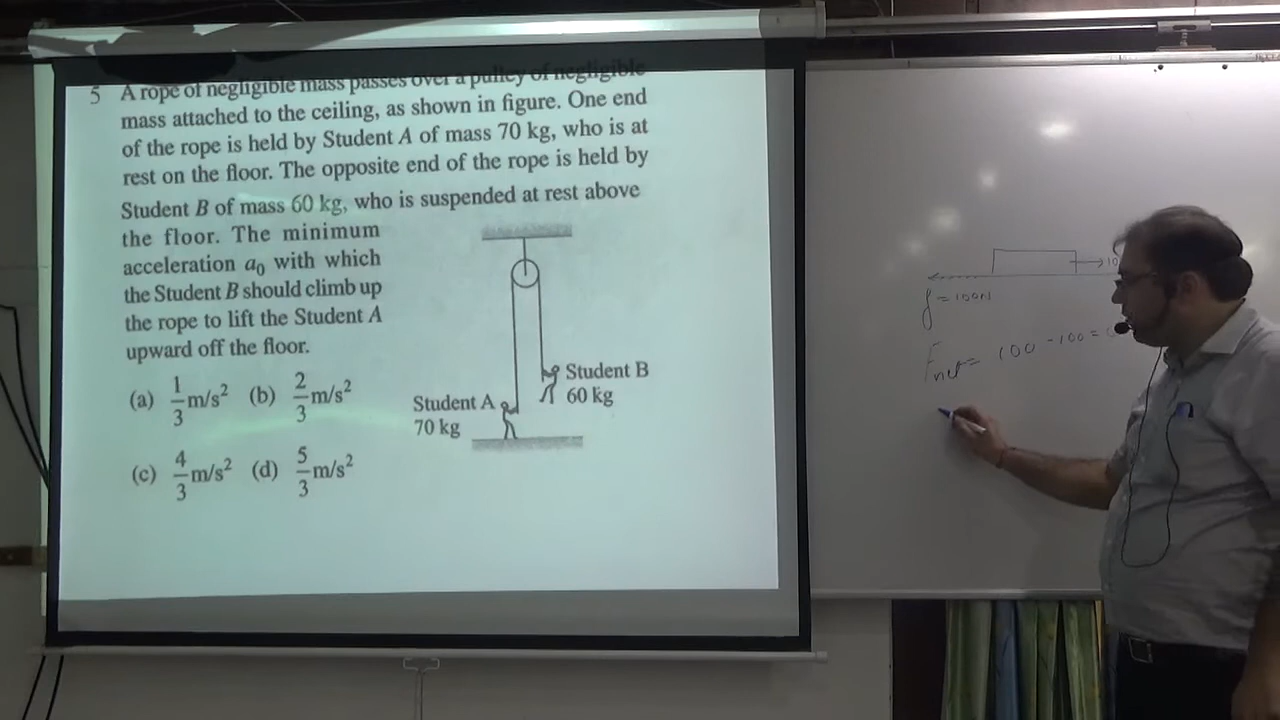 5 A rope of negligible mass passes over a pulley of negligible
mass attached to the ceiling, as shown in figure. One end
of the rope is held by Student A of mass 70 kg, who is at
rest on the floor. The opposite end of the rope is held by
Student B of mass 60 kg, who is suspended at rest above
the floor. The minimum
acceleration a₀ with which
the Student B should climb up
the rope to lift the Student A
upward off the floor.
(a) 1/3 m/s² (b) 2/3 m/s²
(c) 4/3 m/s² (d) 5/3 m/s²
Student B
60 kg
Student A
70 kg
f = 100N
Fnet = 100 - 100 =